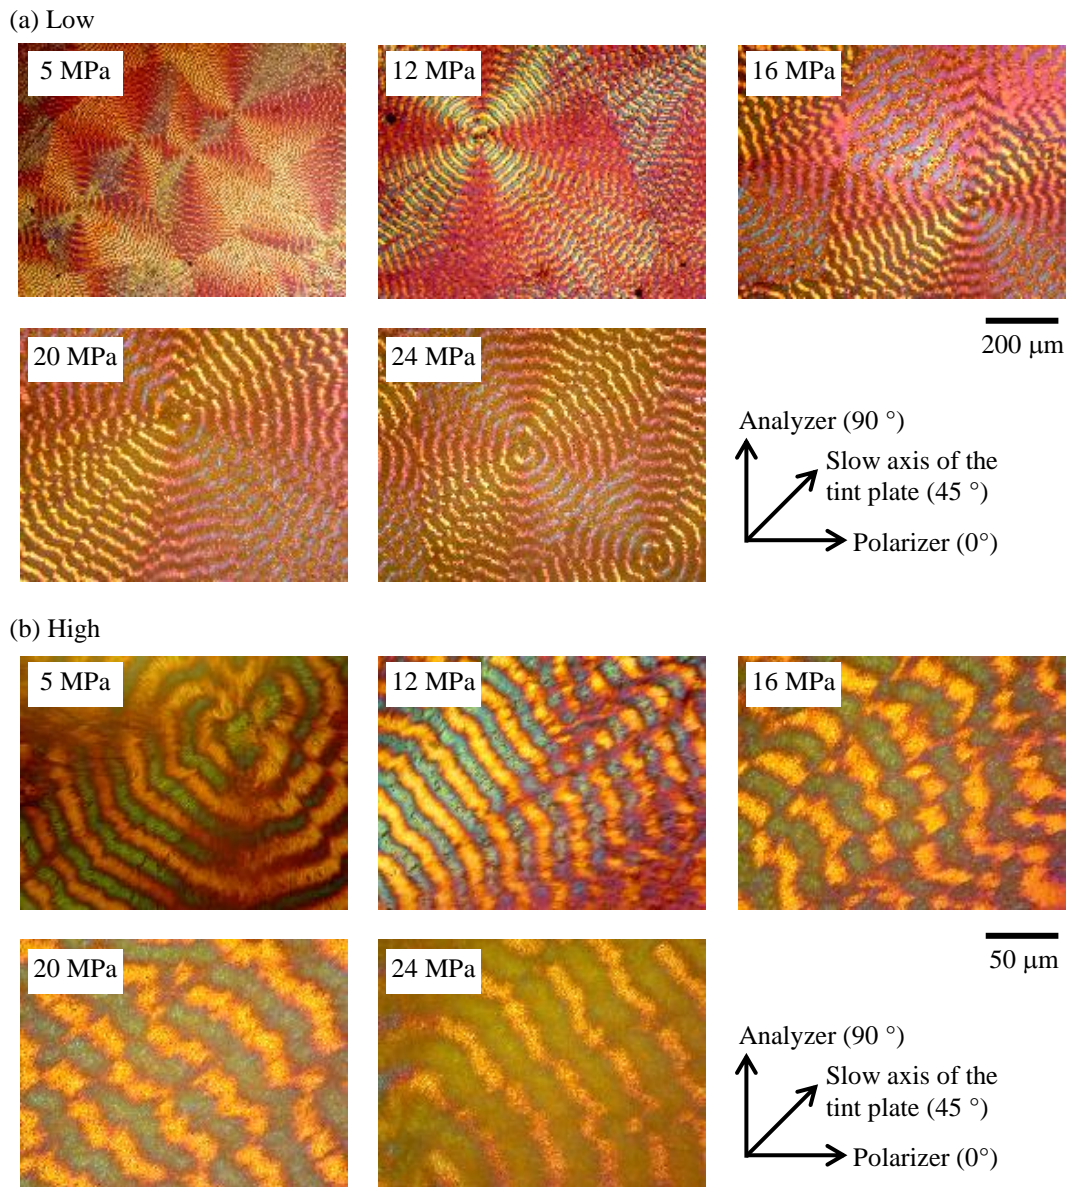 (a) Low
5 MPa
12 MPa
16 MPa
20 MPa
24 MPa
200 μm
Analyzer (90 °)
Slow axis of the
tint plate (45 °)
Polarizer (0°)
(b) High
5 MPa
12 MPa
16 MPa
20 MPa
24 MPa
50 μm
Analyzer (90 °)
Slow axis of the
tint plate (45 °)
Polarizer (0°)